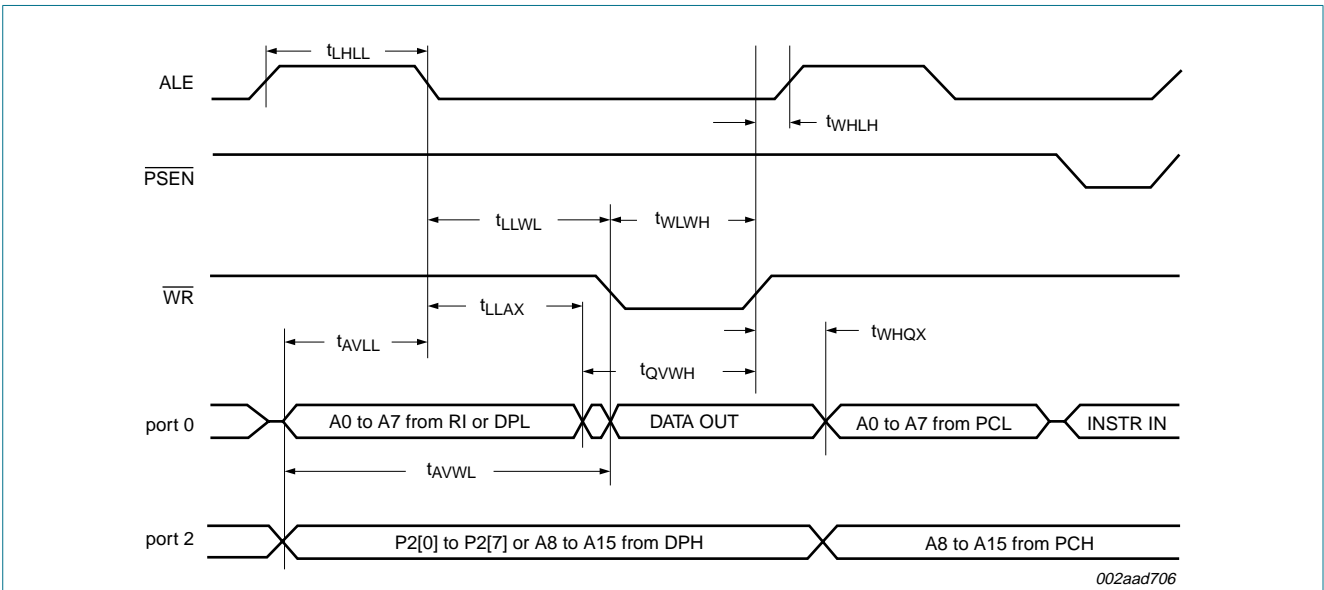 tLHLL
ALE
tWHLH
PSEN
tLLWL
tWLWH
WR
tLLAX
tAVLL
tWHQX
tQVWH
port 0
A0 to A7 from RI or DPL
DATA OUT
A0 to A7 from PCL
INSTR IN
tAVWL
port 2
P2[0] to P2[7] or A8 to A15 from DPH
A8 to A15 from PCH
002aad706